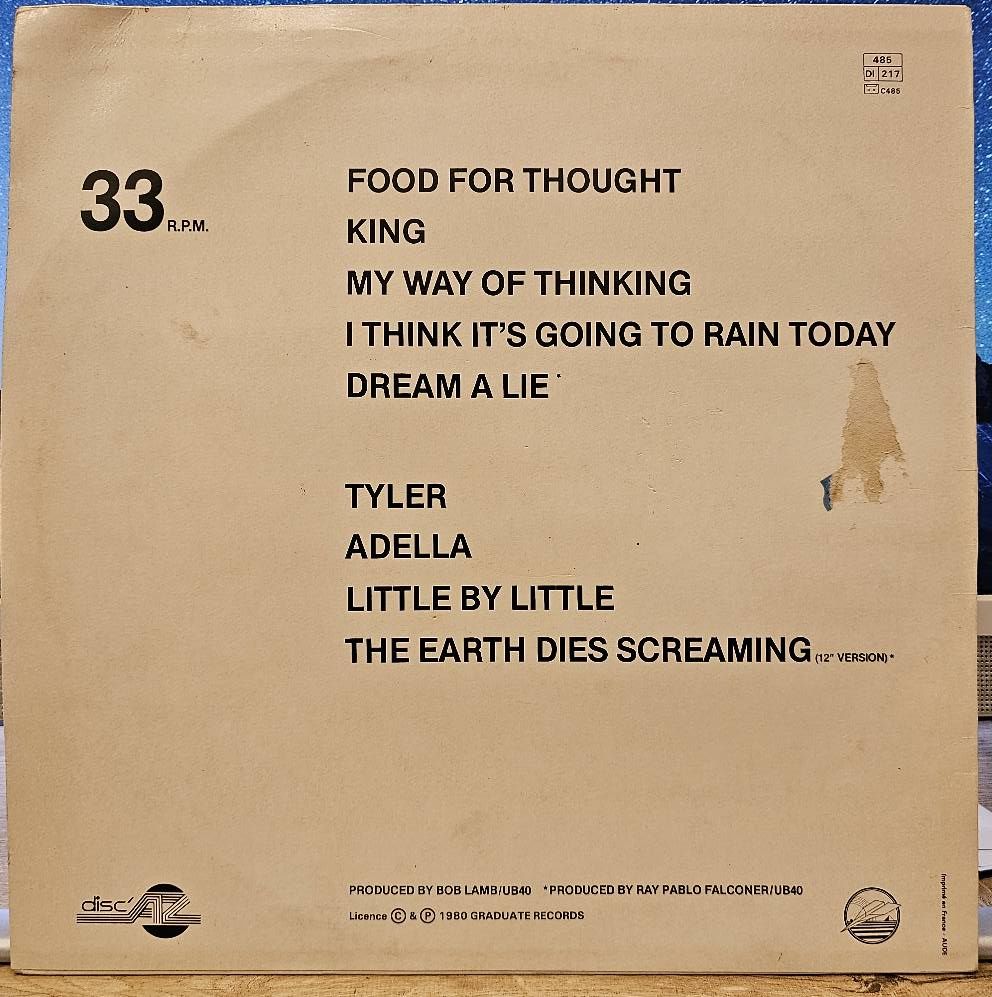 485
DI 217
C485
33 R.P.M.
FOOD FOR THOUGHT
KING
MY WAY OF THINKING
I THINK IT’S GOING TO RAIN TODAY
DREAM A LIE *
TYLER
ADELLA
LITTLE BY LITTLE
THE EARTH DIES SCREAMING (12" VERSION) *
disc'AZ
PRODUCED BY BOB LAMB/UB40 *PRODUCED BY RAY PABLO FALCONER/UB40
Licence © & ℗ 1980 GRADUATE RECORDS
Imprimé en France - AUDE